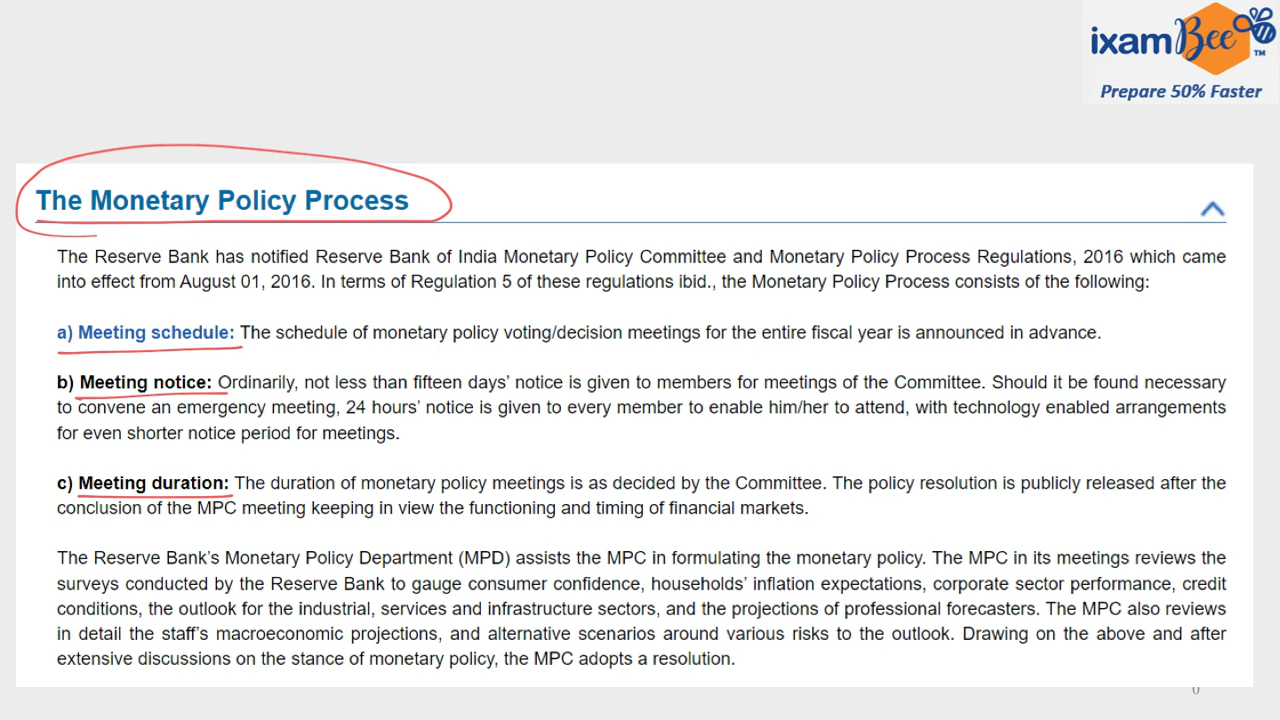 ixamBee
TM
Prepare 50% Faster
The Monetary Policy Process
The Reserve Bank has notified Reserve Bank of India Monetary Policy Committee and Monetary Policy Process Regulations, 2016 which came
into effect from August 01, 2016. In terms of Regulation 5 of these regulations ibid., the Monetary Policy Process consists of the following:
a) Meeting schedule: The schedule of monetary policy voting/decision meetings for the entire fiscal year is announced in advance.
b) Meeting notice: Ordinarily, not less than fifteen days’ notice is given to members for meetings of the Committee. Should it be found necessary
to convene an emergency meeting, 24 hours’ notice is given to every member to enable him/her to attend, with technology enabled arrangements
for even shorter notice period for meetings.
c) Meeting duration: The duration of monetary policy meetings is as decided by the Committee. The policy resolution is publicly released after the
conclusion of the MPC meeting keeping in view the functioning and timing of financial markets.
The Reserve Bank’s Monetary Policy Department (MPD) assists the MPC in formulating the monetary policy. The MPC in its meetings reviews the
surveys conducted by the Reserve Bank to gauge consumer confidence, households’ inflation expectations, corporate sector performance, credit
conditions, the outlook for the industrial, services and infrastructure sectors, and the projections of professional forecasters. The MPC also reviews
in detail the staff’s macroeconomic projections, and alternative scenarios around various risks to the outlook. Drawing on the above and after
extensive discussions on the stance of monetary policy, the MPC adopts a resolution.